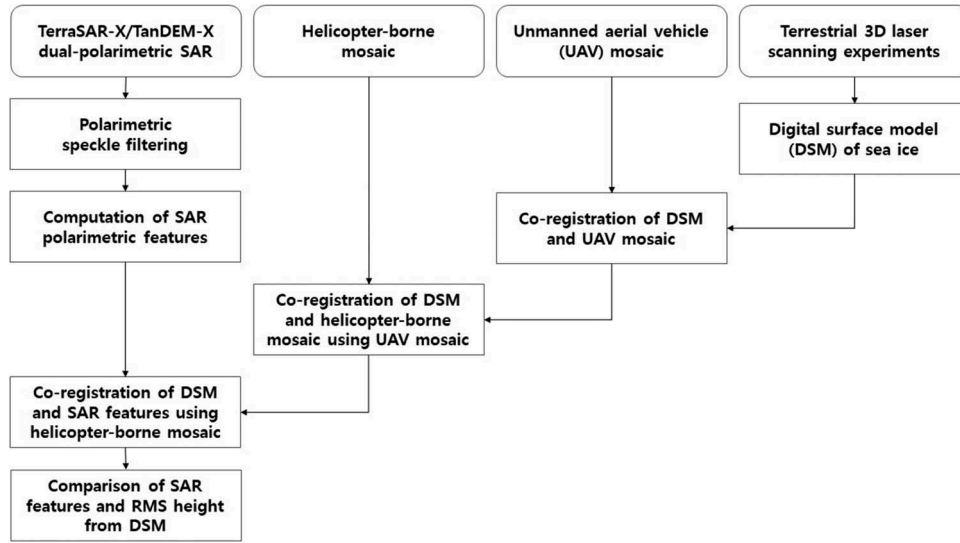 TerraSAR-X/TanDEM-X
dual-polarimetric SAR
Helicopter-borne
mosaic
Unmanned aerial vehicle
(UAV) mosaic
Terrestrial 3D laser
scanning experiments
Polarimetric
speckle filtering
Digital surface model
(DSM) of sea ice
Computation of SAR
polarimetric features
Co-registration of DSM
and UAV mosaic
Co-registration of DSM
and helicopter-borne
mosaic using UAV mosaic
Co-registration of DSM
and SAR features using
helicopter-borne mosaic
Comparison of SAR
features and RMS height
from DSM